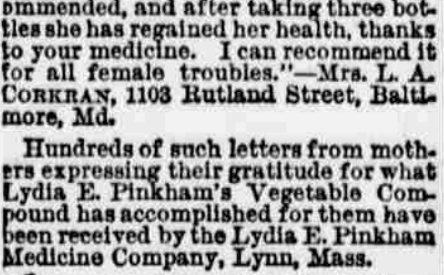 ommended, and after taking three bot-
tles she has regained her health, thanks
to your medicine. I can recommend it
for all female troubles."—Mrs. L. A.
CORKRAN, 1103 Rutland Street, Balti-
more, Md.
Hundreds of such letters from moth-
ers expressing their gratitude for what
Lydia E. Pinkham's Vegetable Com-
pound has accomplished for them have
been received by the Lydia E. Pinkham
Medicine Company, Lynn, Mass.